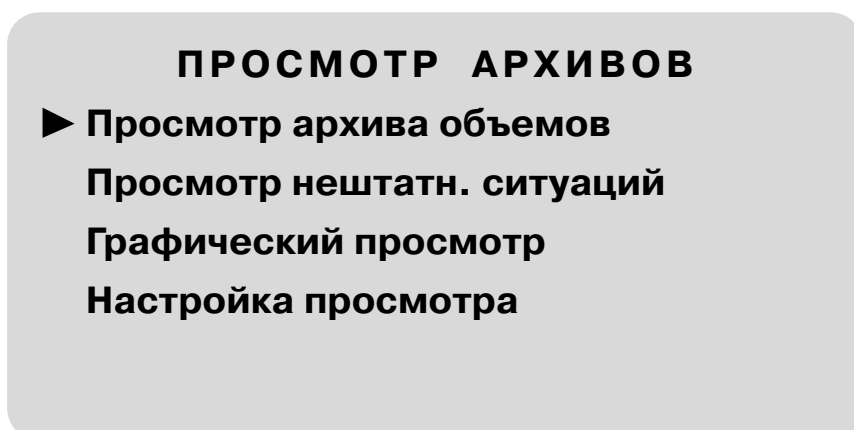 ПРОСМОТР АРХИВОВ
Просмотр архива объемов
Просмотр нештатн. ситуаций
Графический просмотр
Настройка просмотра